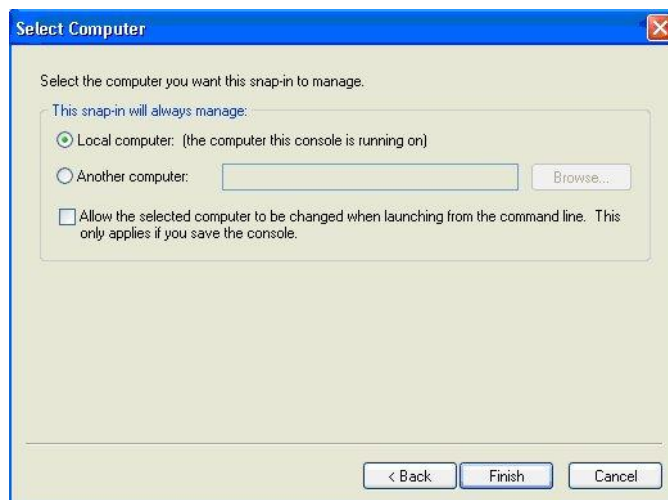 Select Computer
Select the computer you want this snap-in to manage.
This snap-in will always manage:
Local computer: (the computer this console is running on)
Another computer:
Browse...
Allow the selected computer to be changed when launching from the command line. This
only applies if you save the console.
< Back
Finish
Cancel